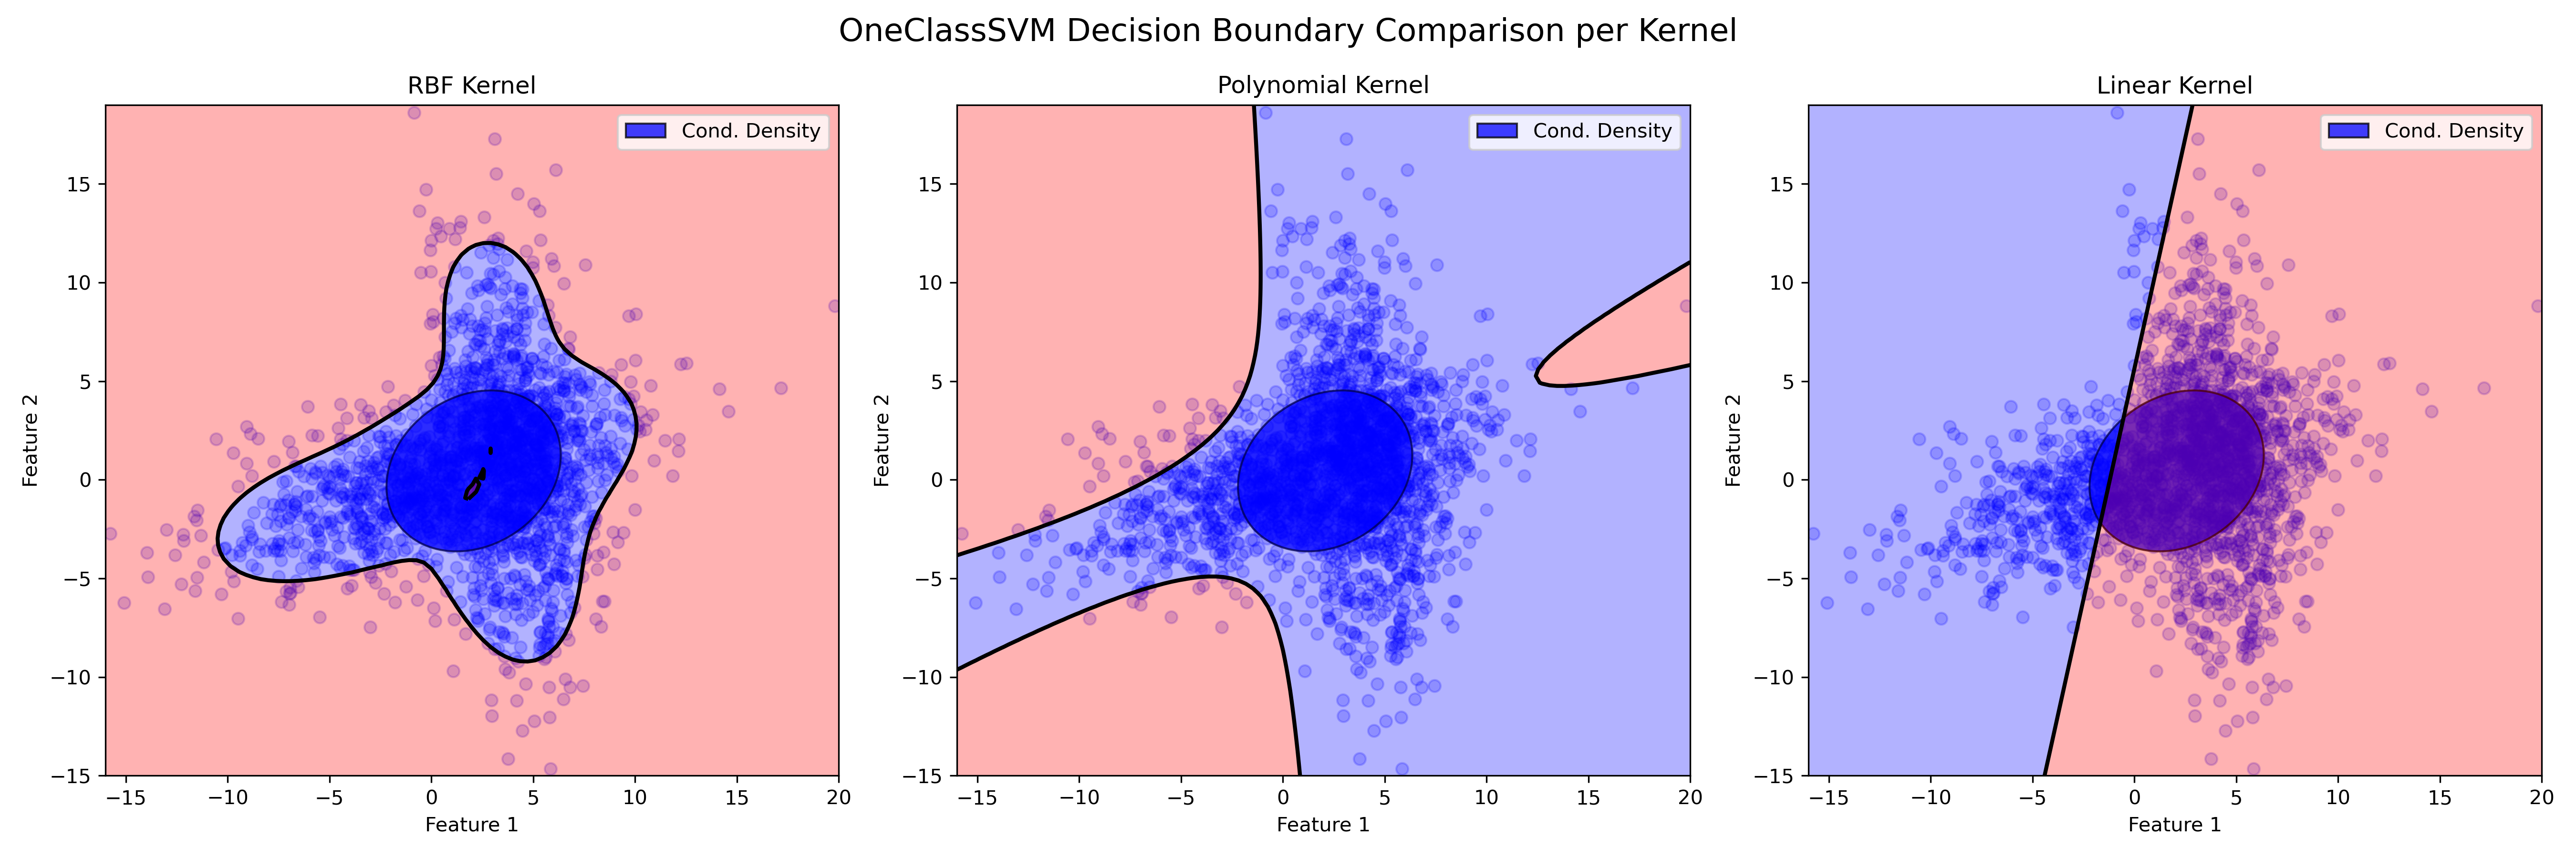 OneClassSVM Decision Boundary Comparison per Kernel
RBF Kernel
Cond. Density
15
10
5
0
−5
−10
−15
Feature 2
−15 −10 −5 0 5 10 15 20
Feature 1
Polynomial Kernel
Cond. Density
15
10
5
0
−5
−10
−15
Feature 2
−15 −10 −5 0 5 10 15 20
Feature 1
Linear Kernel
Cond. Density
15
10
5
0
−5
−10
−15
Feature 2
−15 −10 −5 0 5 10 15 20
Feature 1